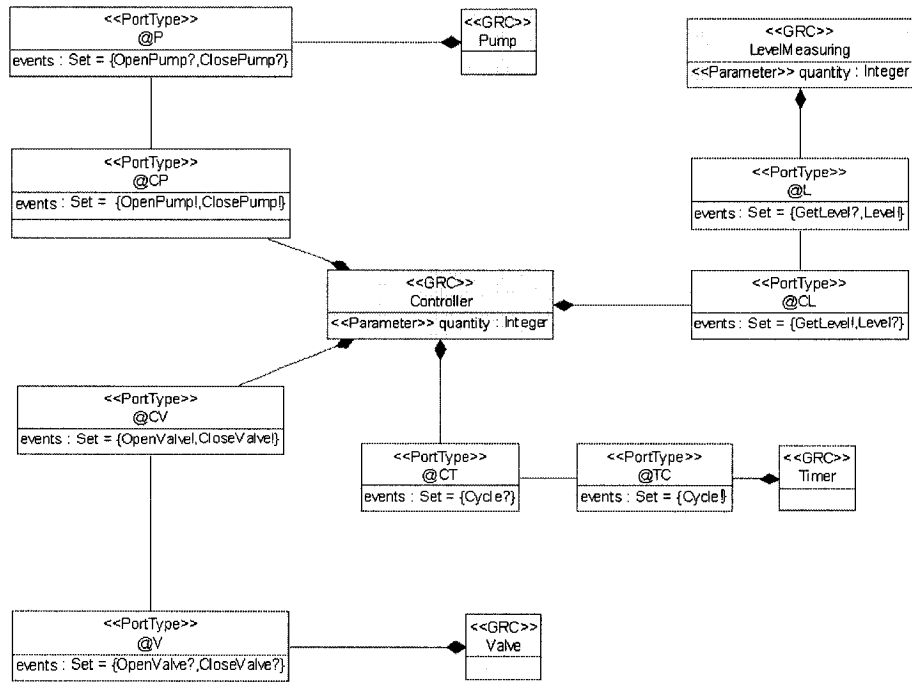 <<PortType>>
@P
events : Set = {OpenPump?,ClosePump?}
<<GRC>>
Pump
<<GRC>>
LevelMeasuring
<<Parameter>> quantity : Integer
<<PortType>>
@CP
events : Set = {OpenPump!,ClosePump!}
<<PortType>>
@L
events : Set = {GetLevel?,Level!}
<<GRC>>
Controller
<<Parameter>> quantity : Integer
<<PortType>>
@CL
events : Set = {GetLevel!,Level?}
<<PortType>>
@CV
events : Set = {OpenValve!,CloseValve!}
<<PortType>>
@CT
events : Set = {Cycle?}
<<PortType>>
@TC
events : Set = {Cycle!}
<<GRC>>
Timer
<<PortType>>
@V
events : Set = {OpenValve?,CloseValve?}
<<GRC>>
Valve